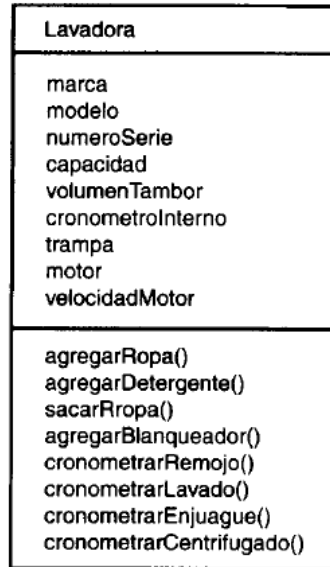 Lavadora
marca
modelo
numeroSerie
capacidad
volumenTambor
cronometroInterno
trampa
motor
velocidadMotor
agregarRopa()
agregarDetergente()
sacarRropa()
agregarBlanqueador()
cronometrarRemojo()
cronometrarLavado()
cronometrarEnjuague()
cronometrarCentrifugado()